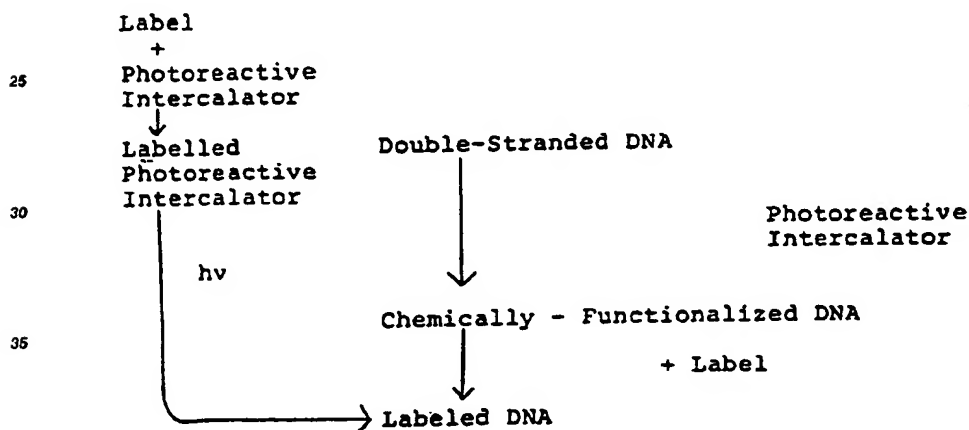 Label
+
25 Photoreactive
Intercalator
Labelled Double-Stranded DNA
Photoreactive
30 Intercalator Photoreactive
Intercalator
hν
Chemically - Functionalized DNA
35
+ Label
Labeled DNA